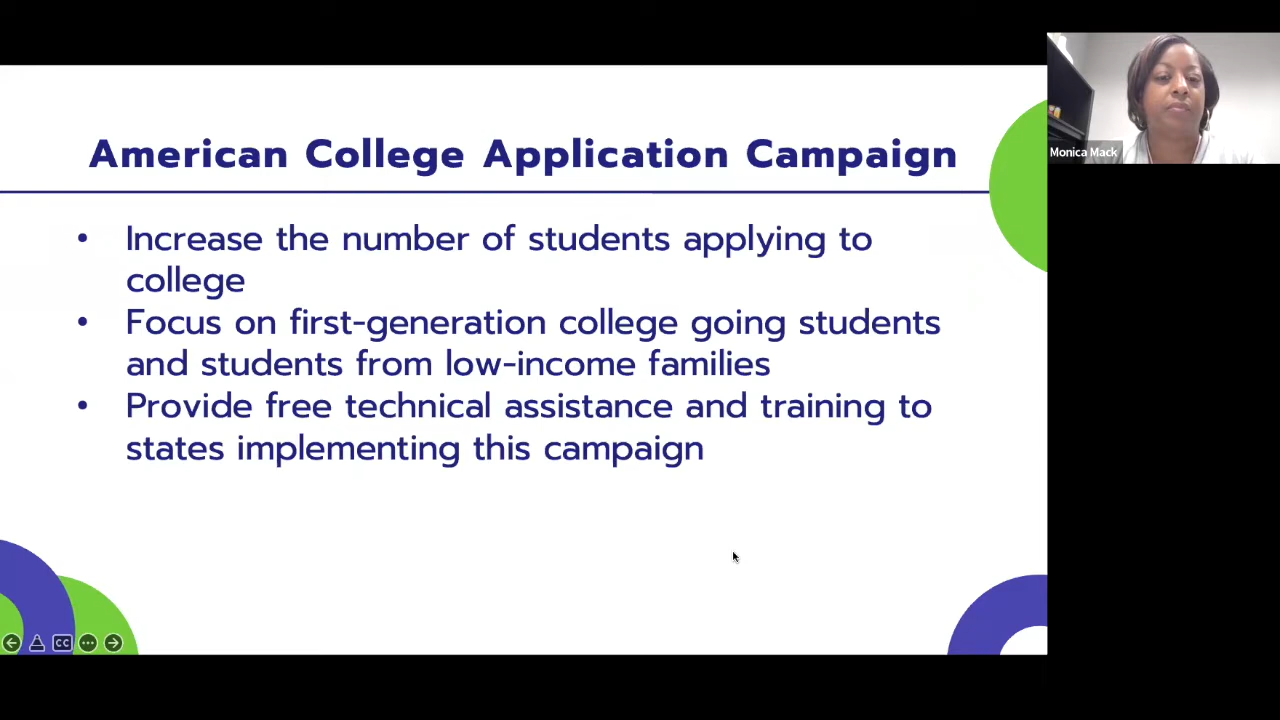 American College Application Campaign
• Increase the number of students applying to
college
• Focus on first-generation college going students
and students from low-income families
• Provide free technical assistance and training to
states implementing this campaign
Monica Mack
CC